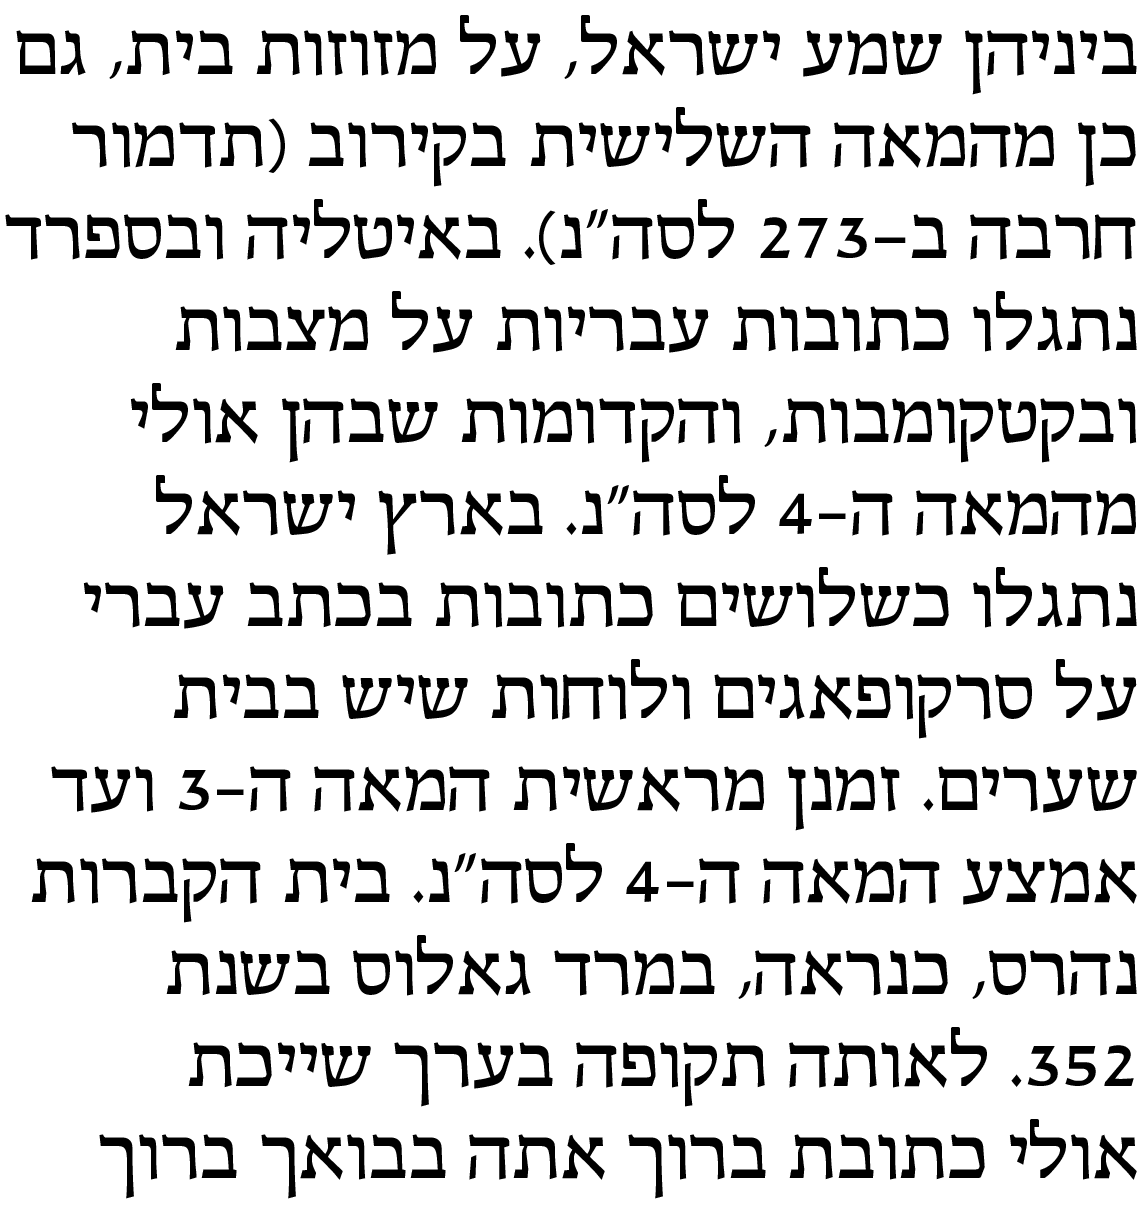 ביניהן שמע ישראל, על מזוזות בית, גם
כן מהמאה השלישית בקירוב (תדמור
חרבה ב–273 לסה״נ). באיטליה ובספרד
נתגלו כתובות עבריות על מצבות
ובקטקומבות, והקדומות שבהן אולי
מהמאה ה–4 לסה״נ. בארץ ישראל
נתגלו כשלושים כתובות בכתב עברי
על סרקופאגים ולוחות שיש בבית
שערים. זמנן מראשית המאה ה–3 ועד
אמצע המאה ה–4 לסה״נ. בית הקברות
נהרס, כנראה, במרד גאלוס בשנת
352. לאותה תקופה בערך שייכת
אולי כתובת ברוך אתה בבואך ברוך